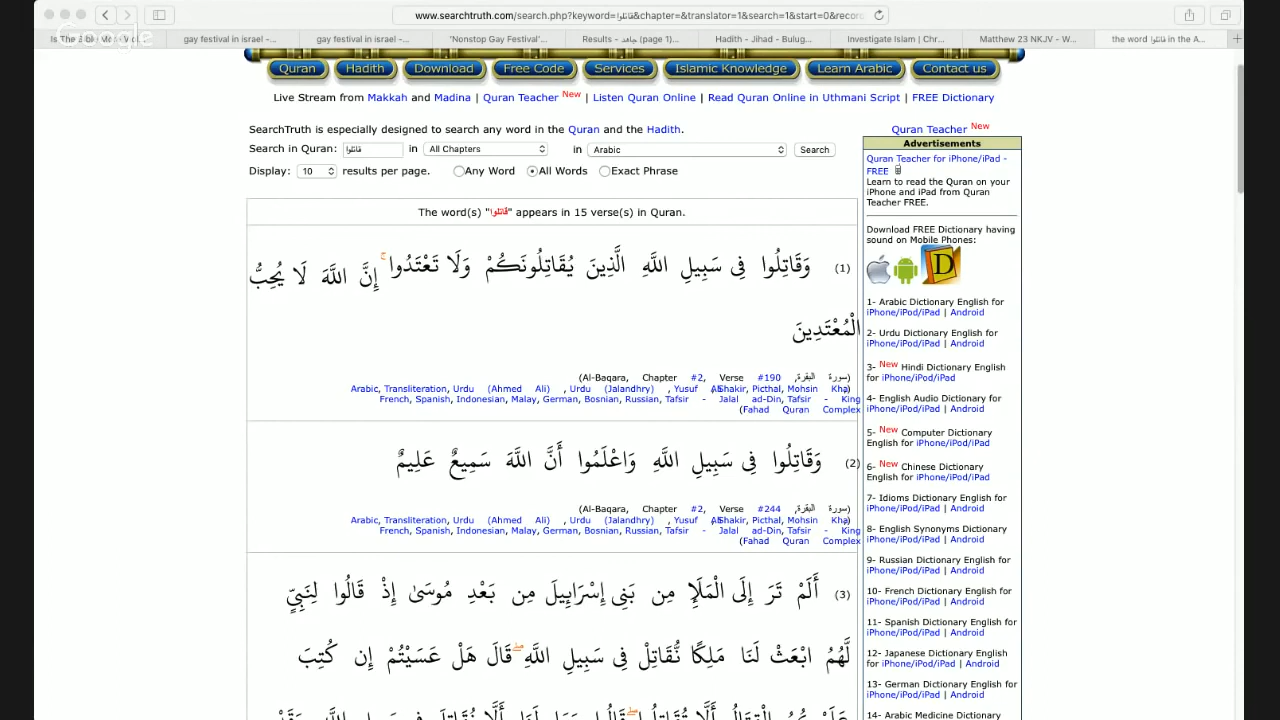 www.searchtruth.com/search.php?keyword=قاتلوا&chapter=&translator=1&search=1&start=0&recor
Google
gay festival in israel -...
gay festival in israel -...
'Nonstop Gay Festival'...
Results - جاهد (page 1)...
Hadith - Jihad - Bulug...
Investigate Islam | Chr...
Matthew 23 NKJV - W...
the word قاتلوا in the A...
Quran
Hadith
Download
Free Code
Services
Islamic Knowledge
Learn Arabic
Contact us
Live Stream from Makkah and Madina | Quran Teacher New | Listen Quran Online | Read Quran Online in Uthmani Script | FREE Dictionary
SearchTruth is especially designed to search any word in the Quran and the Hadith.
Search in Quran: قاتلوا in All Chapters in Arabic Search
Display: 10 results per page. Any Word All Words Exact Phrase
The word(s) "قَاتِلُوا" appears in 15 verse(s) in Quran.
(1) وَقَاتِلُوا فِي سَبِيلِ اللَّهِ الَّذِينَ يُقَاتِلُونَكُمْ وَلَا تَعْتَدُوا ۚ إِنَّ اللَّهَ لَا يُحِبُّ
الْمُعْتَدِينَ
(Al-Baqara, Chapter #2, Verse #190 سورة البقرة,)
Arabic, Transliteration, Urdu (Ahmed Ali) , Urdu (Jalandhry) , Yusuf Ali, Shakir, Picthal, Mohsin Khan,
French, Spanish, Indonesian, Malay, German, Bosnian, Russian, Tafsir - Jalal ad-Din, Tafsir - King
(Fahad Quran Complex
(2) وَقَاتِلُوا فِي سَبِيلِ اللَّهِ وَاعْلَمُوا أَنَّ اللَّهَ سَمِيعٌ عَلِيمٌ
(Al-Baqara, Chapter #2, Verse #244 سورة البقرة,)
Arabic, Transliteration, Urdu (Ahmed Ali) , Urdu (Jalandhry) , Yusuf Ali, Shakir, Picthal, Mohsin Khan,
French, Spanish, Indonesian, Malay, German, Bosnian, Russian, Tafsir - Jalal ad-Din, Tafsir - King
(Fahad Quran Complex
(3) أَلَمْ تَرَ إِلَى الْمَلَإِ مِن بَنِي إِسْرَائِيلَ مِن بَعْدِ مُوسَىٰ إِذْ قَالُوا لِنَبِيٍّ
لَّهُمُ ابْعَثْ لَنَا مَلِكًا نُّقَاتِلْ فِي سَبِيلِ اللَّهِ ۖ قَالَ هَلْ عَسَيْتُمْ إِن كُتِبَ
عَلَيْكُمُ الْقِتَالُ أَلَّا تُقَاتِلُوا ۖ قَالُوا وَمَا لَنَا أَلَّا نُقَاتِلَ فِي سَبِيلِ اللَّهِ وَقَدْ
Quran Teacher New
Advertisements
Quran Teacher for iPhone/iPad -
FREE
Learn to read the Quran on your
iPhone and iPad from Quran
Teacher FREE.
Download FREE Dictionary having
sound on Mobile Phones:
D
1- Arabic Dictionary English for
iPhone/iPod/iPad | Android
2- Urdu Dictionary English for
iPhone/iPod/iPad | Android
3- New Hindi Dictionary English
for iPhone/iPod/iPad
4- English Audio Dictionary for
iPhone/iPod/iPad | Android
5- New Computer Dictionary
English for iPhone/iPod/iPad
6- New Chinese Dictionary
English for iPhone/iPod/iPad
7- Idioms Dictionary English for
iPhone/iPod/iPad | Android
8- English Synonyms Dictionary
iPhone/iPod/iPad | Android
9- Russian Dictionary English for
iPhone/iPod/iPad | Android
10- French Dictionary English for
iPhone/iPod/iPad | Android
11- Spanish Dictionary English for
iPhone/iPod/iPad | Android
12- Japanese Dictionary English
for iPhone/iPod/iPad | Android
13- German Dictionary English for
iPhone/iPod/iPad | Android
14- Arabic Medicine Dictionary